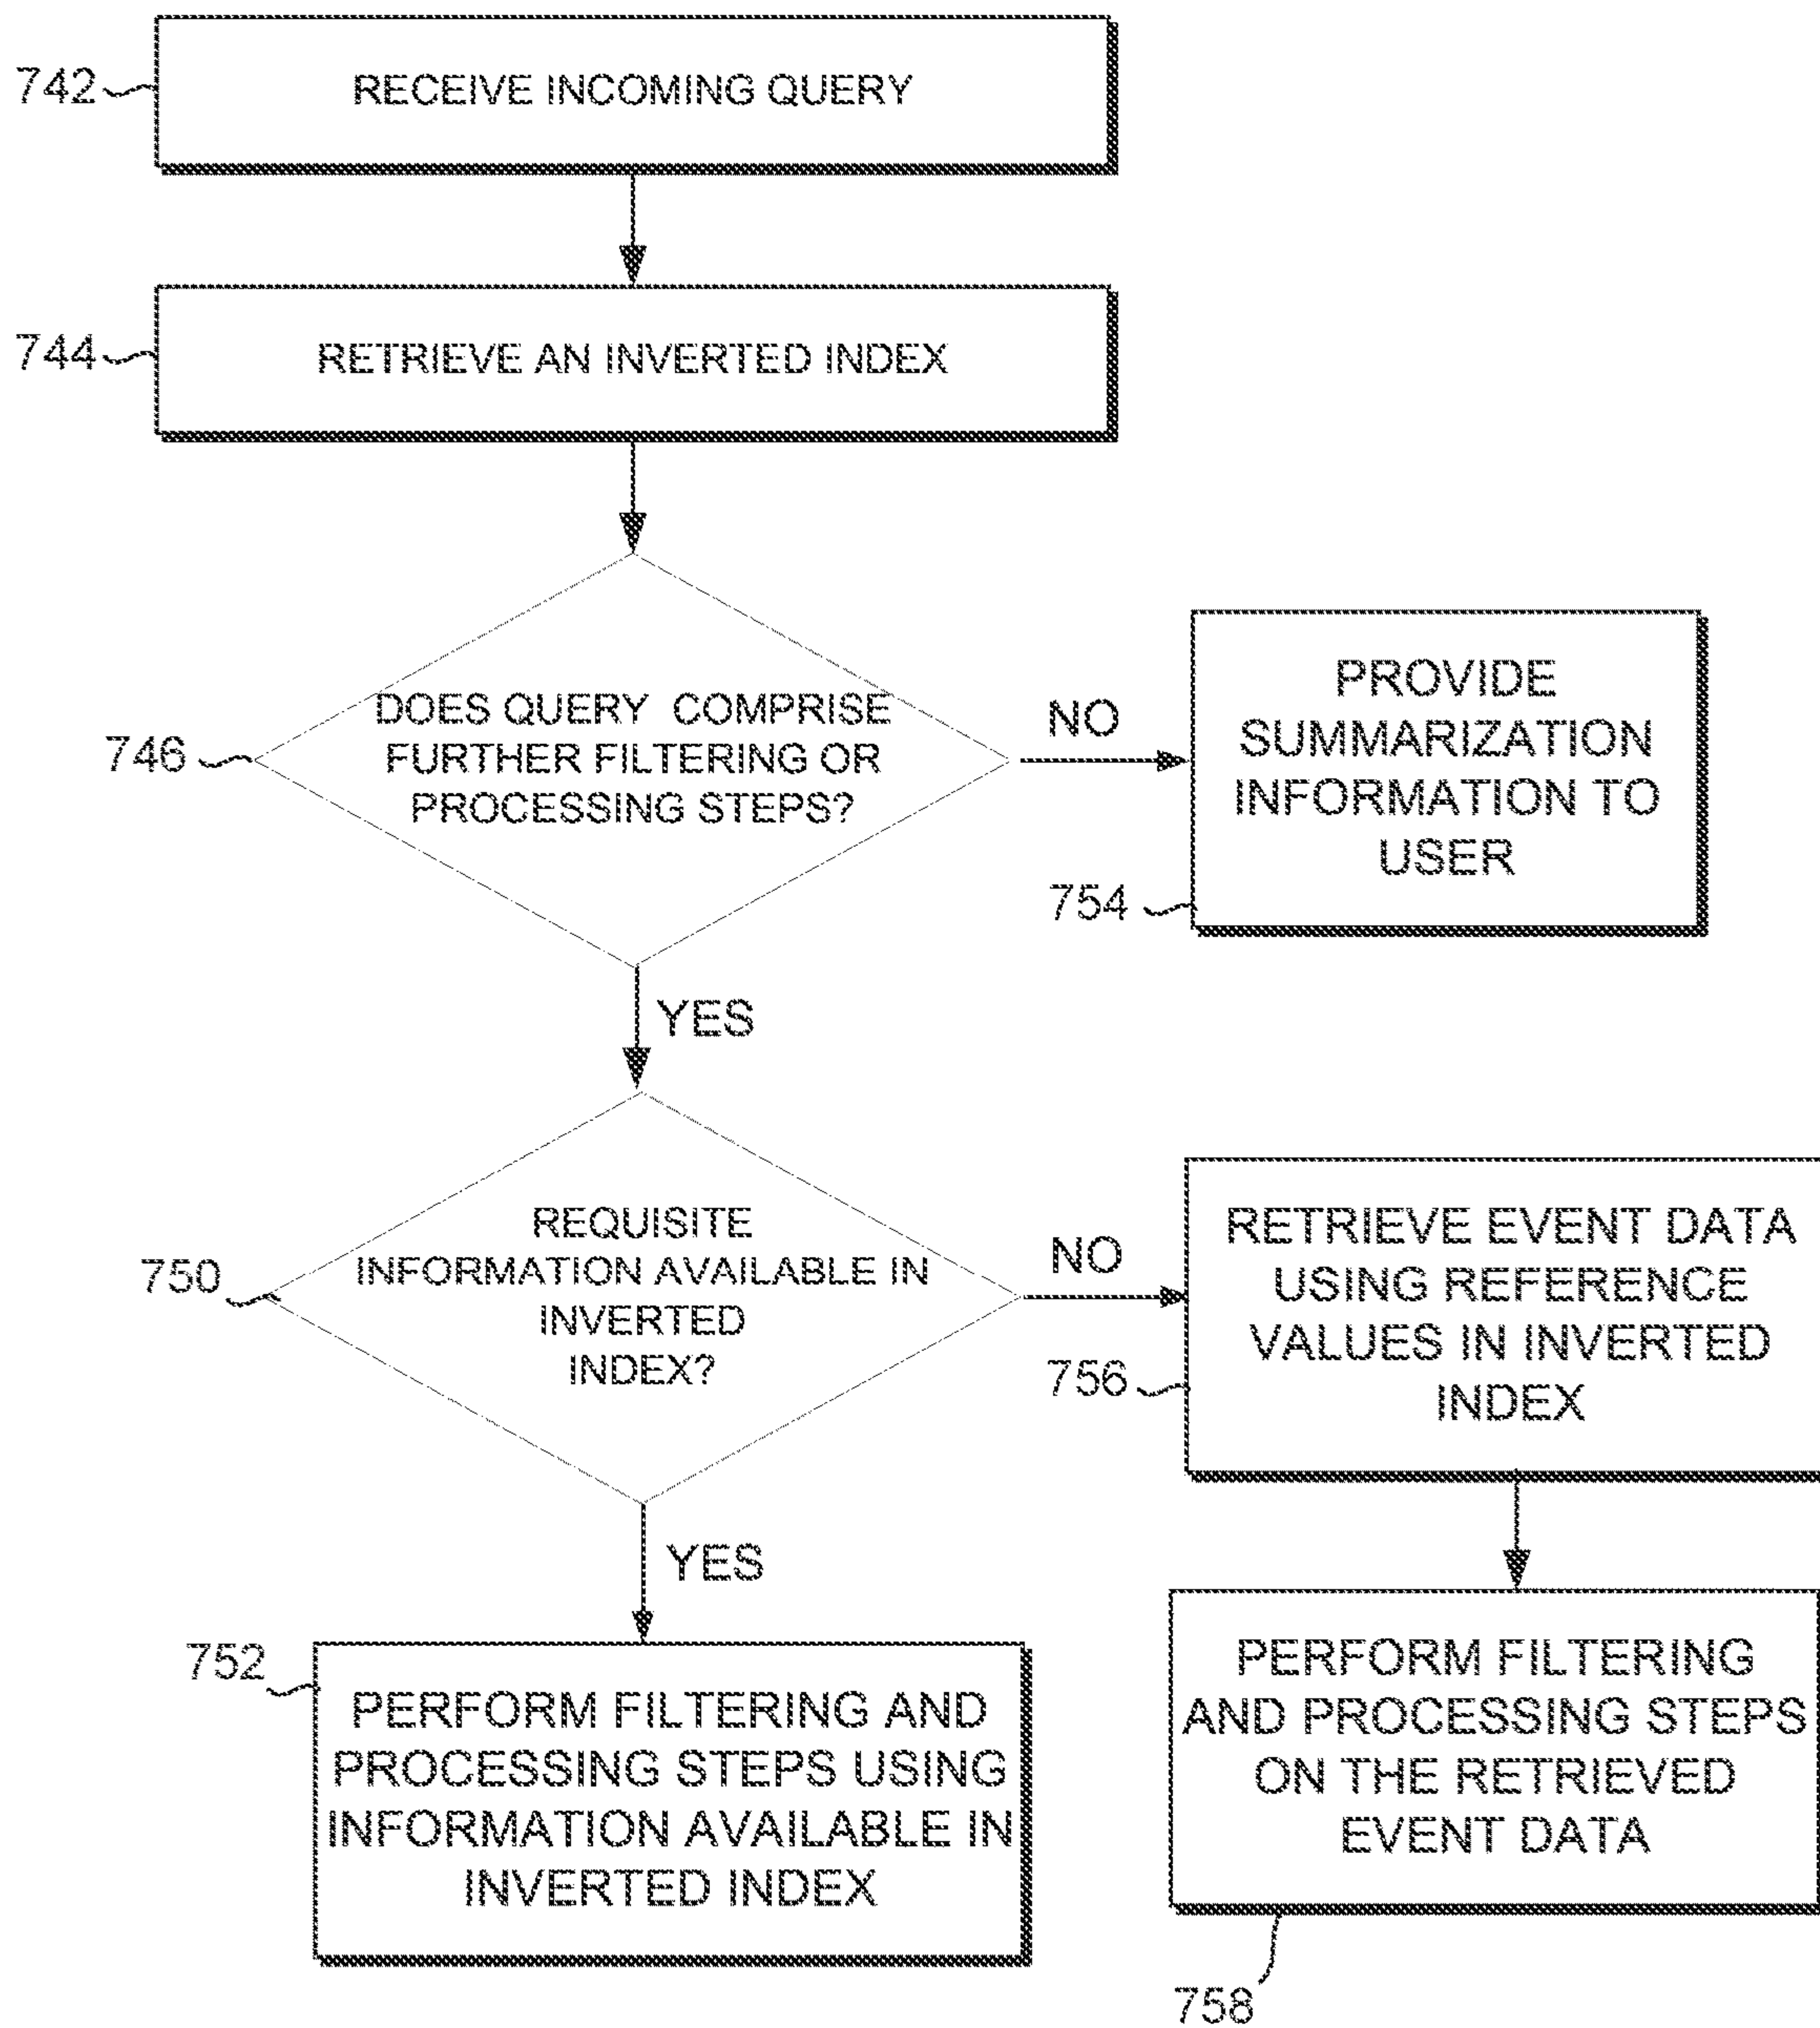 742
RECEIVE INCOMING QUERY
744
RETRIEVE AN INVERTED INDEX
746
DOES QUERY COMPRISE
FURTHER FILTERING OR
PROCESSING STEPS?
NO
PROVIDE
SUMMARIZATION
INFORMATION TO
USER
754
YES
750
REQUISITE
INFORMATION AVAILABLE IN
INVERTED
INDEX?
NO
RETRIEVE EVENT DATA
USING REFERENCE
VALUES IN INVERTED
INDEX
756
YES
752
PERFORM FILTERING AND
PROCESSING STEPS USING
INFORMATION AVAILABLE IN
INVERTED INDEX
PERFORM FILTERING
AND PROCESSING STEPS
ON THE RETRIEVED
EVENT DATA
758